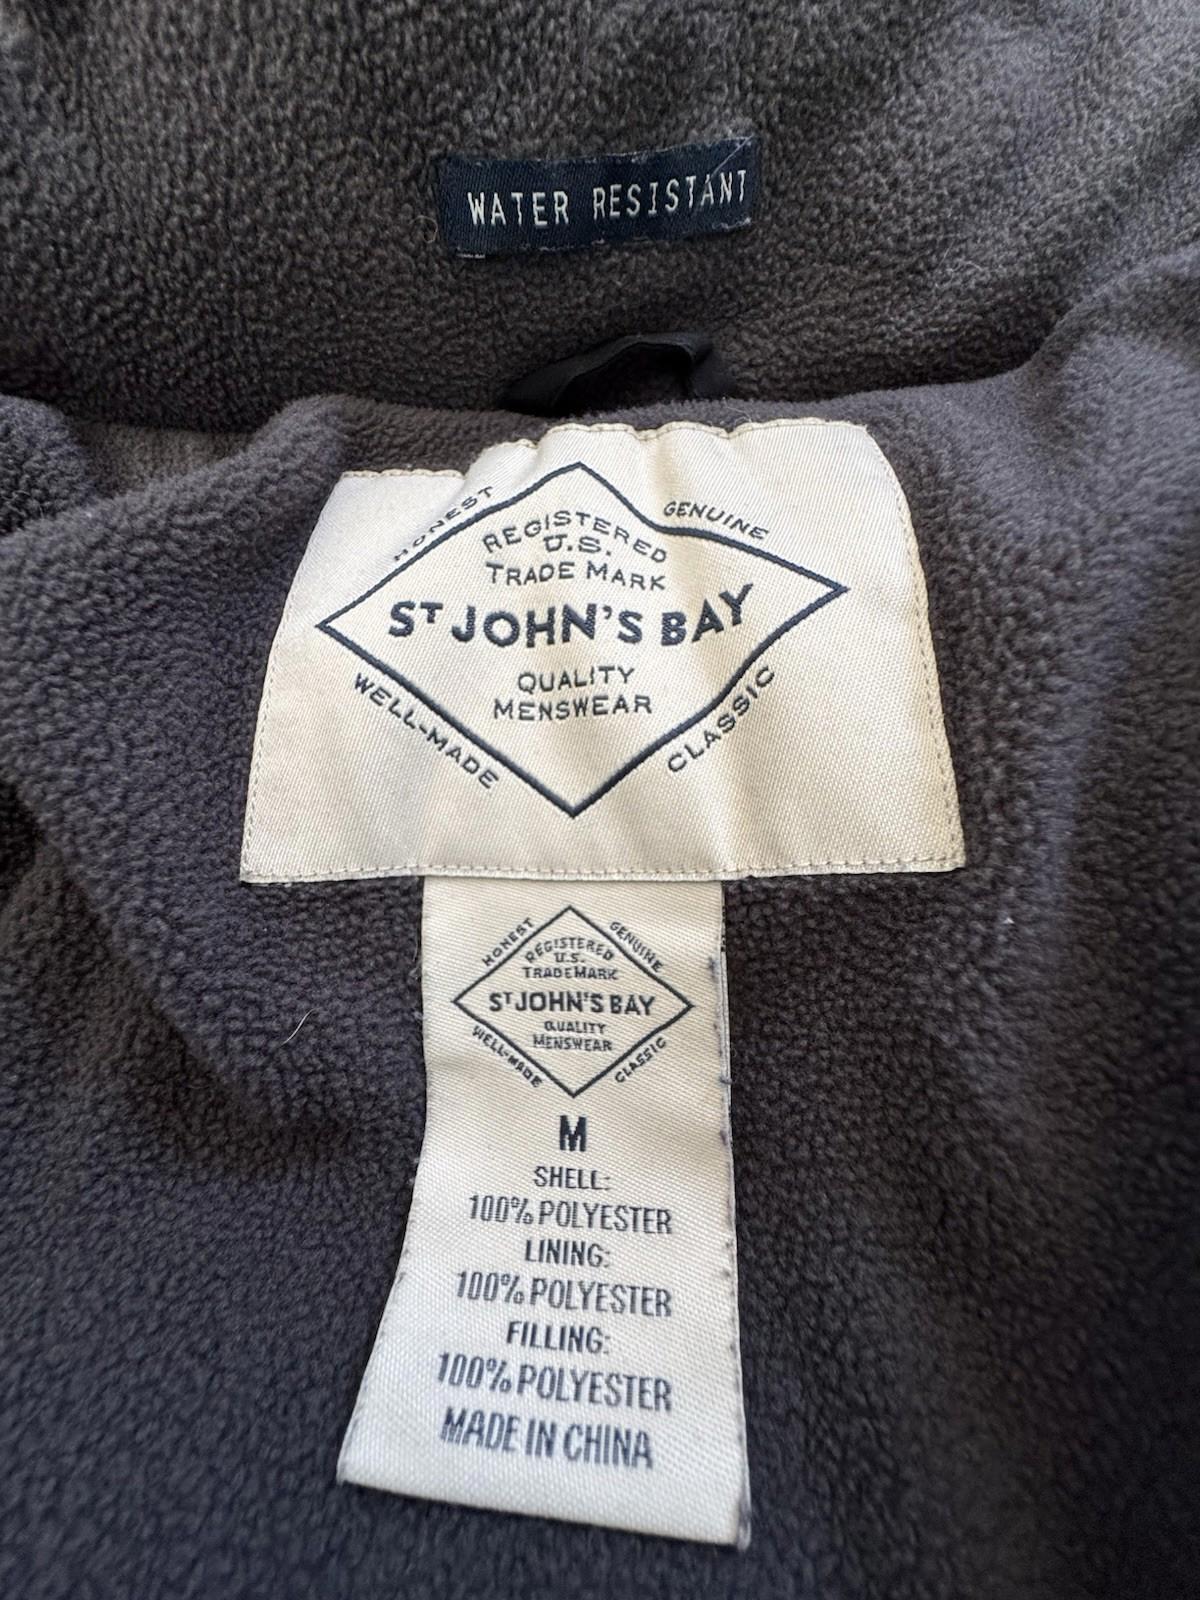 WATER RESISTANT
HONEST
GENUINE
REGISTERED
U.S.
TRADE MARK
ST JOHN'S BAY
QUALITY
MENSWEAR
WELL-MADE
CLASSIC
HONEST
GENUINE
REGISTERED
U.S.
TRADEMARK
ST JOHN'S BAY
QUALITY
MENSWEAR
WELL-MADE
CLASSIC
M
SHELL:
100% POLYESTER
LINING:
100% POLYESTER
FILLING:
100% POLYESTER
MADE IN CHINA